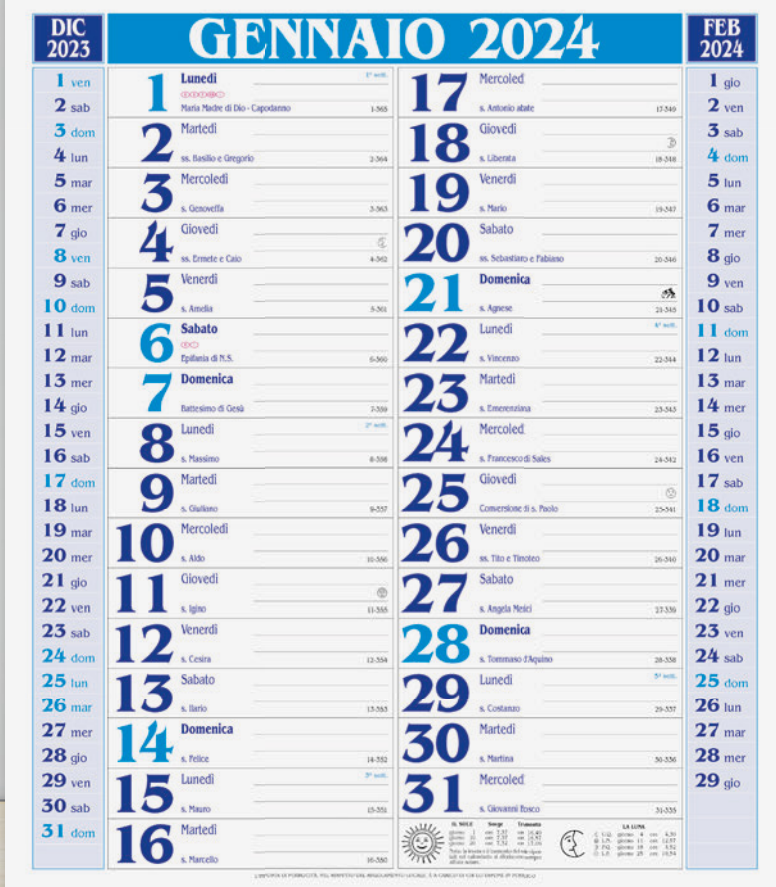 DIC
2023
GENNAIO 2024
FEB
2024
1 ven
2 sab
3 dom
4 lun
5 mar
6 mer
7 gio
8 ven
9 sab
10 dom
11 lun
12 mar
13 mer
14 gio
15 ven
16 sab
17 dom
18 lun
19 mar
20 mer
21 gio
22 ven
23 sab
24 dom
25 lun
26 mar
27 mer
28 gio
29 ven
30 sab
31 dom
1 Lunedì 1ª sett.
Maria Madre di Dio - Capodanno 1-365
2 Martedì
ss. Basilio e Gregorio 2-364
3 Mercoledì
s. Genoveffa 3-363
4 Giovedì
ss. Ermete e Caio 4-362
5 Venerdì
s. Amelia 5-361
6 Sabato
Epifania di N.S. 6-360
7 Domenica
Battesimo di Gesù 7-359
8 Lunedì 2ª sett.
s. Massimo 8-358
9 Martedì
s. Giuliano 9-357
10 Mercoledì
s. Aldo 10-356
11 Giovedì
s. Igino 11-355
12 Venerdì
s. Cesira 12-354
13 Sabato
s. Ilario 13-353
14 Domenica
s. Felice 14-352
15 Lunedì 3ª sett.
s. Mauro 15-351
16 Martedì
s. Marcello 16-350
17 Mercoled
s. Antonio abate 17-349
18 Giovedì
s. Liberata 18-348
19 Venerdì
s. Mario 19-347
20 Sabato
ss. Sebastiano e Fabiano 20-346
21 Domenica
s. Agnese 21-345
22 Lunedì 4ª sett.
s. Vincenzo 22-344
23 Martedì
s. Emerenziana 23-343
24 Mercoled
s. Francesco di Sales 24-342
25 Giovedì
Conversione di s. Paolo 25-341
26 Venerdì
ss. Tito e Timoteo 26-340
27 Sabato
s. Angela Merici 27-339
28 Domenica
s. Tommaso d'Aquino 28-338
29 Lunedì 5ª sett.
s. Costanzo 29-337
30 Martedì
s. Martina 30-336
31 Mercoled
s. Giovanni Bosco 31-335
IL SOLE Sorge Tramonta
LA LUNA
1 gio
2 ven
3 sab
4 dom
5 lun
6 mar
7 mer
8 gio
9 ven
10 sab
11 dom
12 lun
13 mar
14 mer
15 gio
16 ven
17 sab
18 dom
19 lun
20 mar
21 mer
22 gio
23 ven
24 sab
25 dom
26 lun
27 mar
28 mer
29 gio